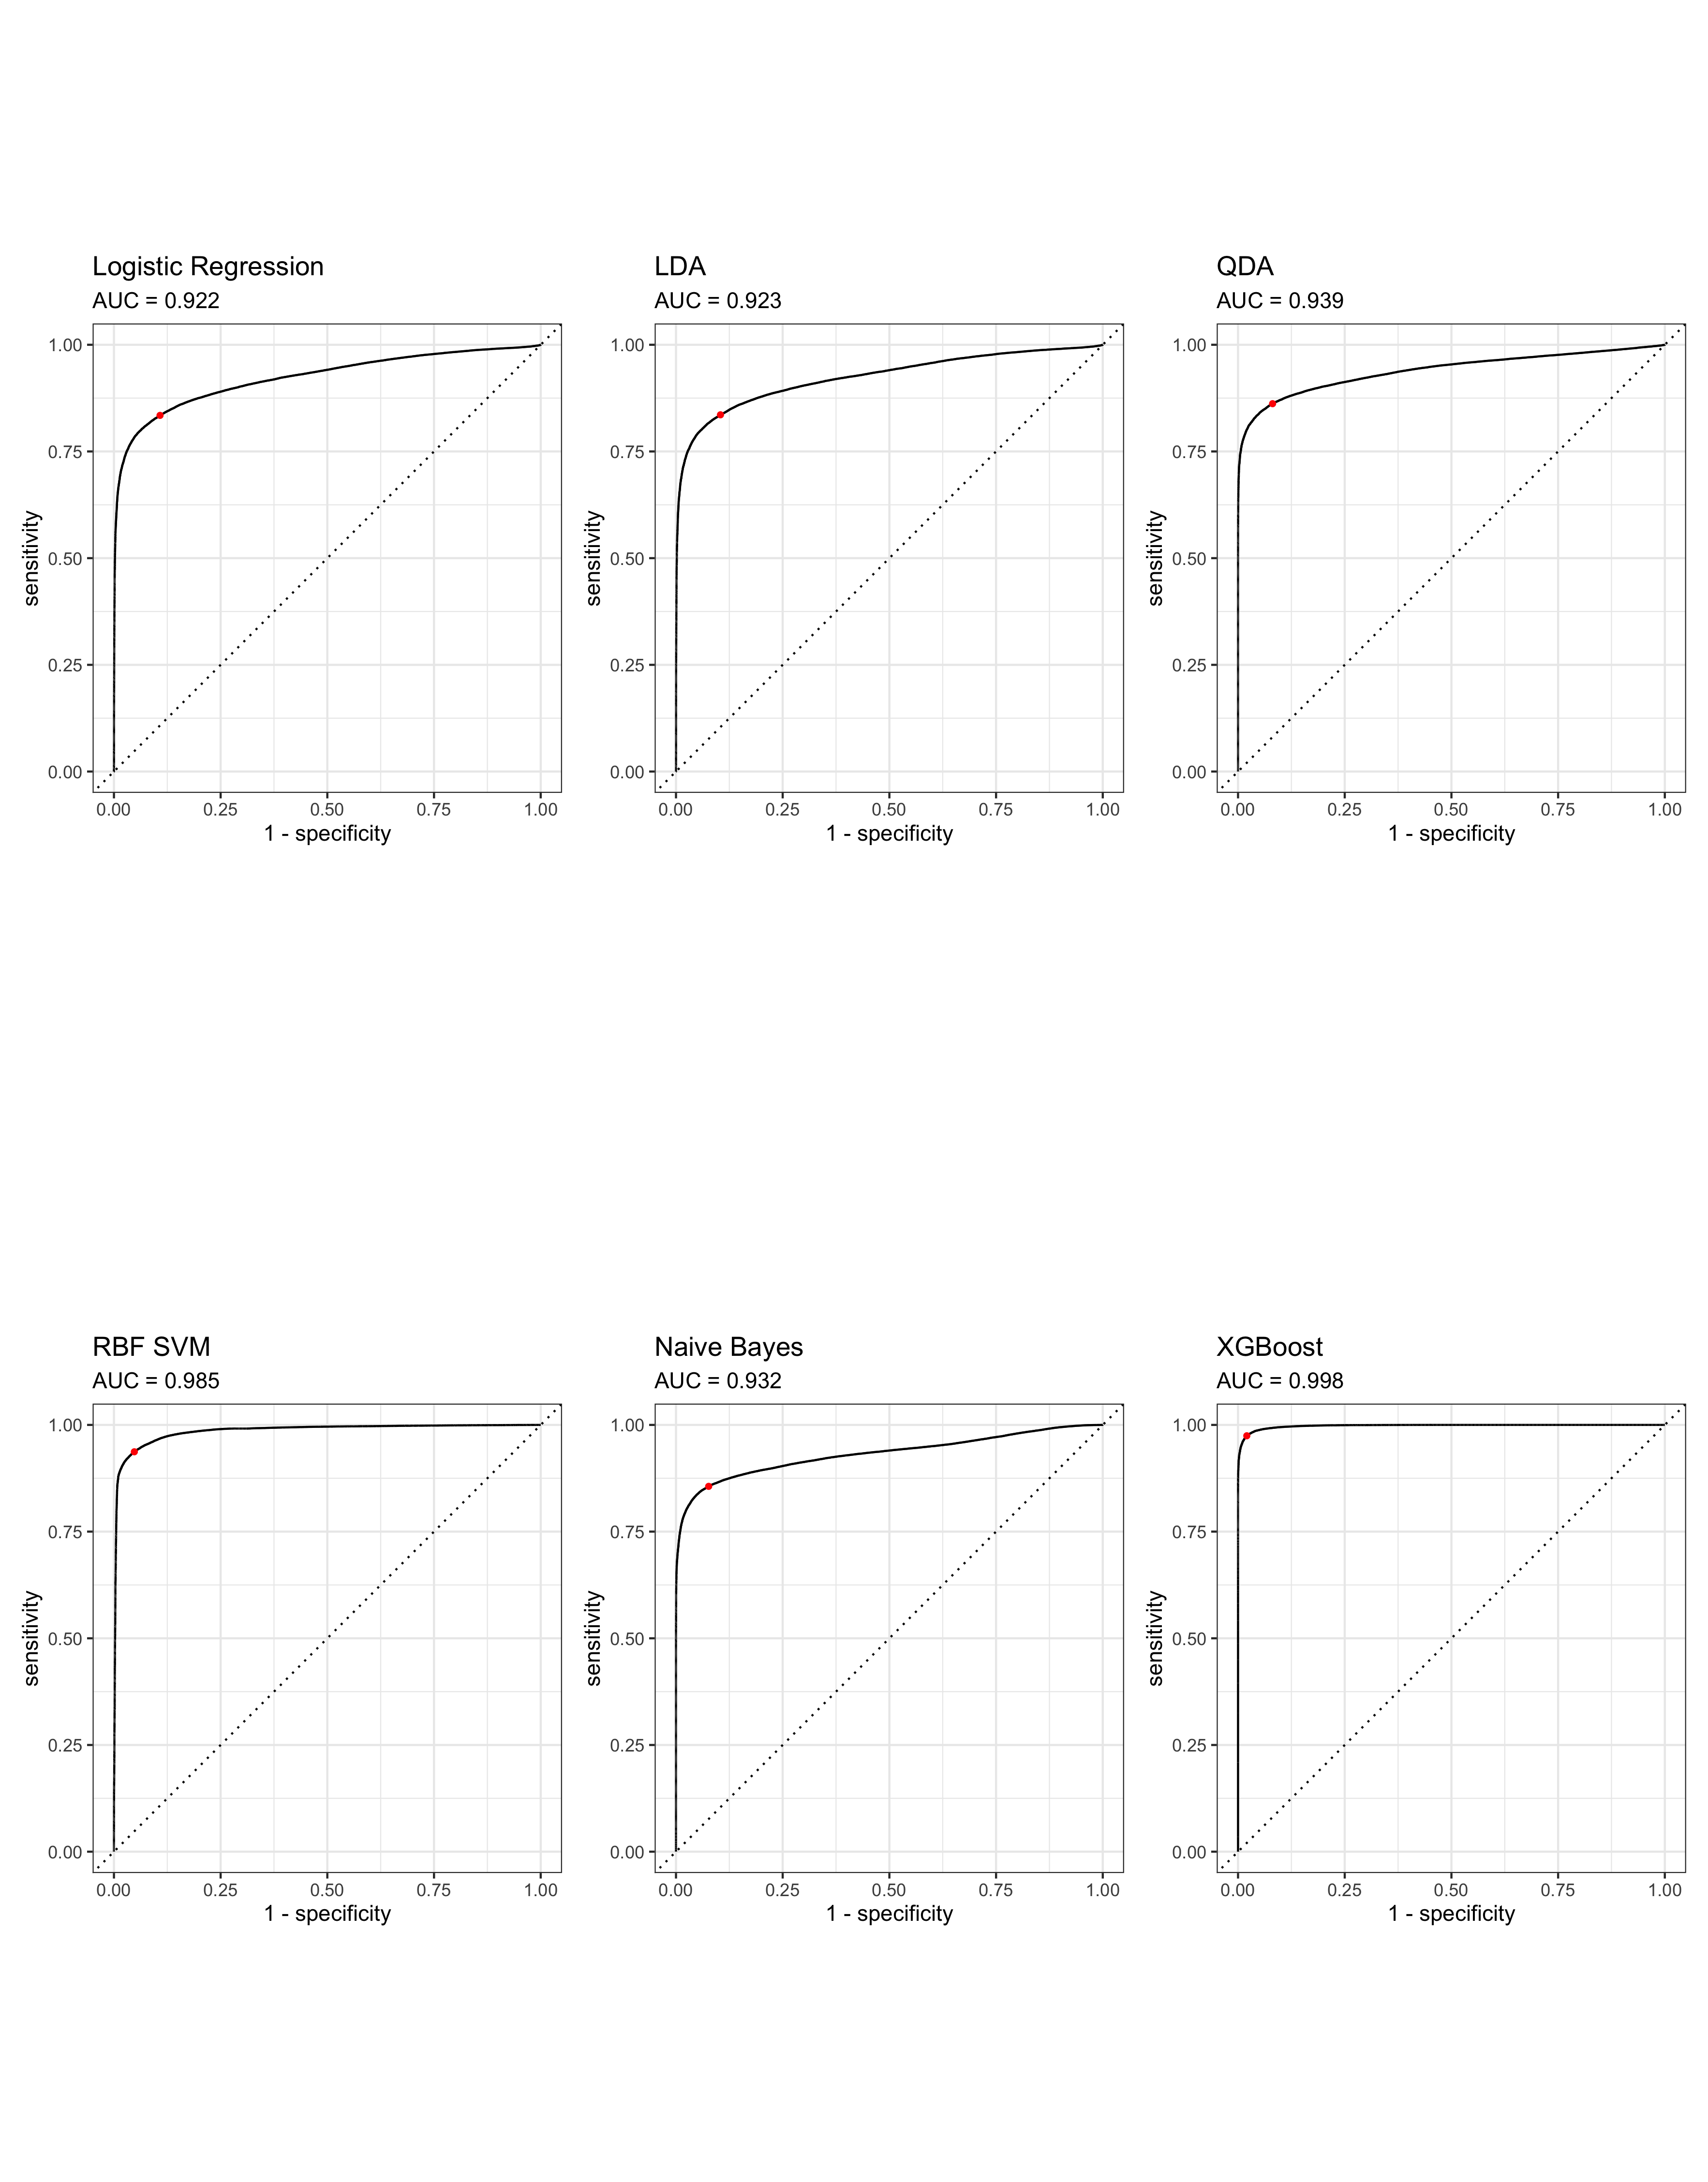 Logistic Regression
AUC = 0.922
1.00
0.75
0.50
0.25
0.00
sensitivity
0.00 0.25 0.50 0.75 1.00
1 - specificity
LDA
AUC = 0.923
1.00
0.75
0.50
0.25
0.00
sensitivity
0.00 0.25 0.50 0.75 1.00
1 - specificity
QDA
AUC = 0.939
1.00
0.75
0.50
0.25
0.00
sensitivity
0.00 0.25 0.50 0.75 1.00
1 - specificity
RBF SVM
AUC = 0.985
1.00
0.75
0.50
0.25
0.00
sensitivity
0.00 0.25 0.50 0.75 1.00
1 - specificity
Naive Bayes
AUC = 0.932
1.00
0.75
0.50
0.25
0.00
sensitivity
0.00 0.25 0.50 0.75 1.00
1 - specificity
XGBoost
AUC = 0.998
1.00
0.75
0.50
0.25
0.00
sensitivity
0.00 0.25 0.50 0.75 1.00
1 - specificity